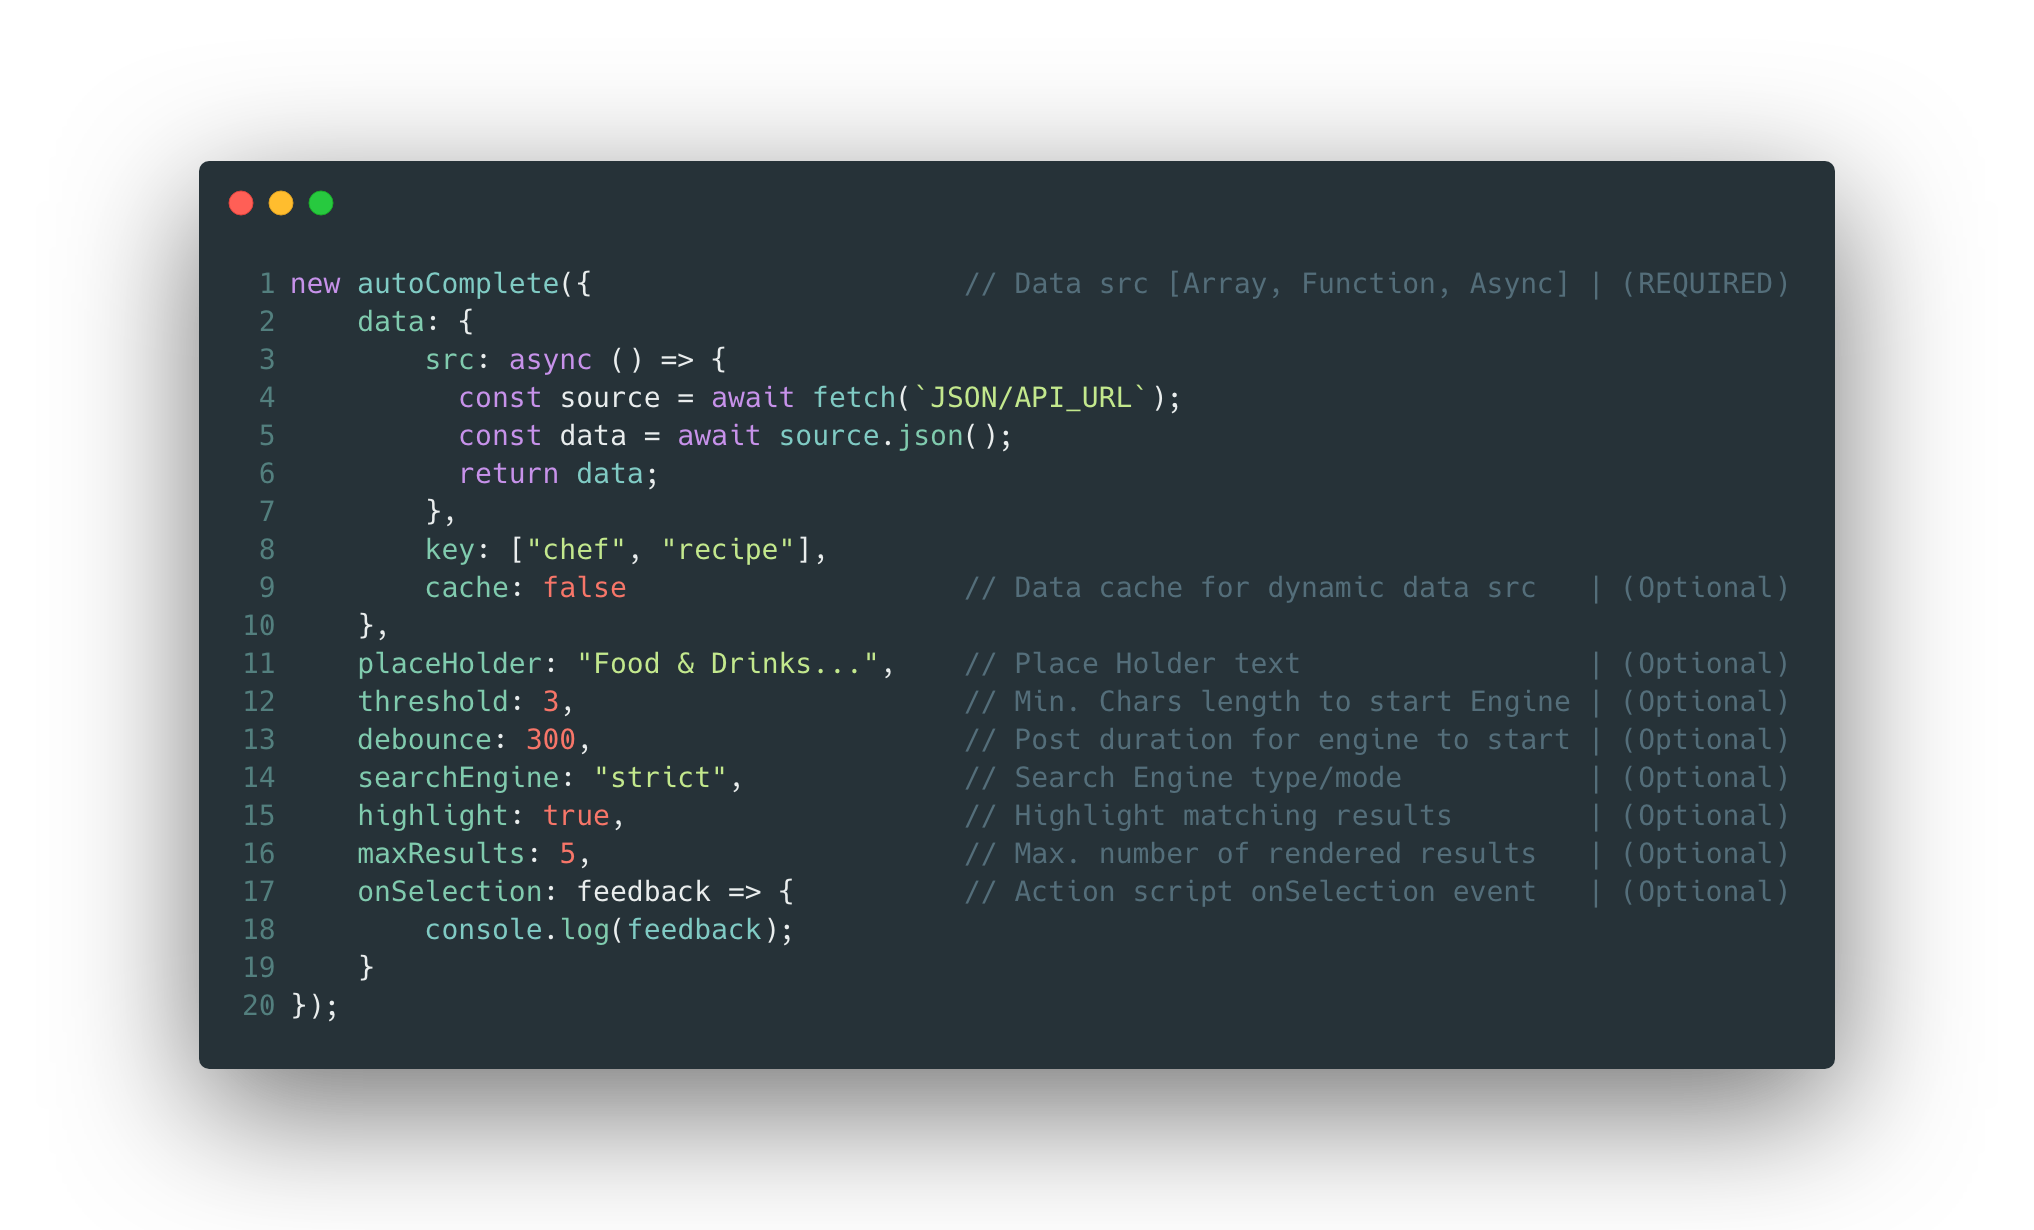 1 new autoComplete({                      // Data src [Array, Function, Async] | (REQUIRED)
2     data: {
3         src: async () => {
4           const source = await fetch(`JSON/API_URL`);
5           const data = await source.json();
6           return data;
7         },
8         key: ["chef", "recipe"],
9         cache: false                    // Data cache for dynamic data src   | (Optional)
10     },
11     placeHolder: "Food & Drinks...",    // Place Holder text                 | (Optional)
12     threshold: 3,                       // Min. Chars length to start Engine | (Optional)
13     debounce: 300,                      // Post duration for engine to start | (Optional)
14     searchEngine: "strict",             // Search Engine type/mode           | (Optional)
15     highlight: true,                    // Highlight matching results        | (Optional)
16     maxResults: 5,                      // Max. number of rendered results   | (Optional)
17     onSelection: feedback => {          // Action script onSelection event   | (Optional)
18         console.log(feedback);
19     }
20 });